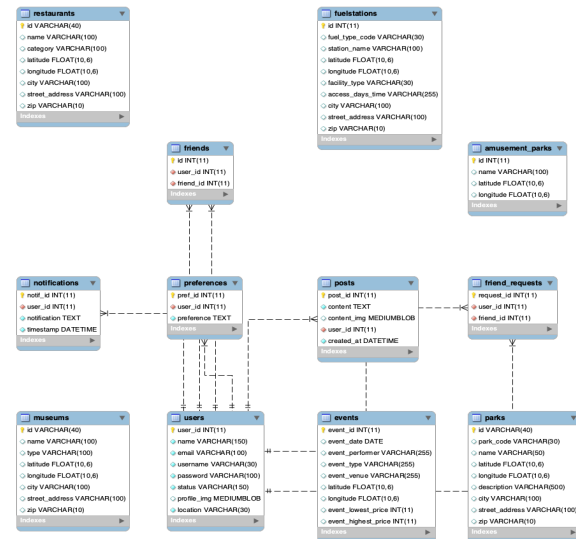 restaurants
id VARCHAR(40)
name VARCHAR(100)
category VARCHAR(100)
latitude FLOAT(10,6)
longitude FLOAT(10,6)
city VARCHAR(100)
street_address VARCHAR(100)
zip VARCHAR(10)
Indexes
fuelstations
id INT(11)
fuel_type_code VARCHAR(30)
station_name VARCHAR(100)
latitude FLOAT(10,6)
longitude FLOAT(10,6)
facility_type VARCHAR(30)
access_days_time VARCHAR(255)
city VARCHAR(100)
street_address VARCHAR(100)
zip VARCHAR(10)
Indexes
friends
id INT(11)
user_id INT(11)
friend_id INT(11)
Indexes
amusement_parks
id INT(11)
name VARCHAR(100)
latitude FLOAT(10,6)
longitude FLOAT(10,6)
Indexes
notifications
notif_id INT(11)
user_id INT(11)
notification TEXT
timestamp DATETIME
Indexes
preferences
pref_id INT(11)
user_id INT(11)
preference TEXT
Indexes
posts
post_id INT(11)
content TEXT
content_img MEDIUMBLOB
user_id INT(11)
created_at DATETIME
Indexes
friend_requests
request_id INT(11)
user_id INT(11)
friend_id INT(11)
Indexes
museums
id VARCHAR(40)
name VARCHAR(100)
type VARCHAR(100)
latitude FLOAT(10,6)
longitude FLOAT(10,6)
city VARCHAR(100)
street_address VARCHAR(100)
zip VARCHAR(10)
Indexes
users
user_id INT(11)
name VARCHAR(150)
email VARCHAR(100)
username VARCHAR(30)
password VARCHAR(100)
status VARCHAR(150)
profile_img MEDIUMBLOB
location VARCHAR(30)
Indexes
events
event_id INT(11)
event_date DATE
event_performer VARCHAR(255)
event_type VARCHAR(255)
event_venue VARCHAR(255)
latitude FLOAT(10,6)
longitude FLOAT(10,6)
event_lowest_price INT(11)
event_highest_price INT(11)
Indexes
parks
id VARCHAR(40)
park_code VARCHAR(30)
name VARCHAR(50)
latitude FLOAT(10,6)
longitude FLOAT(10,6)
description VARCHAR(500)
city VARCHAR(100)
street_address VARCHAR(100)
zip VARCHAR(10)
Indexes